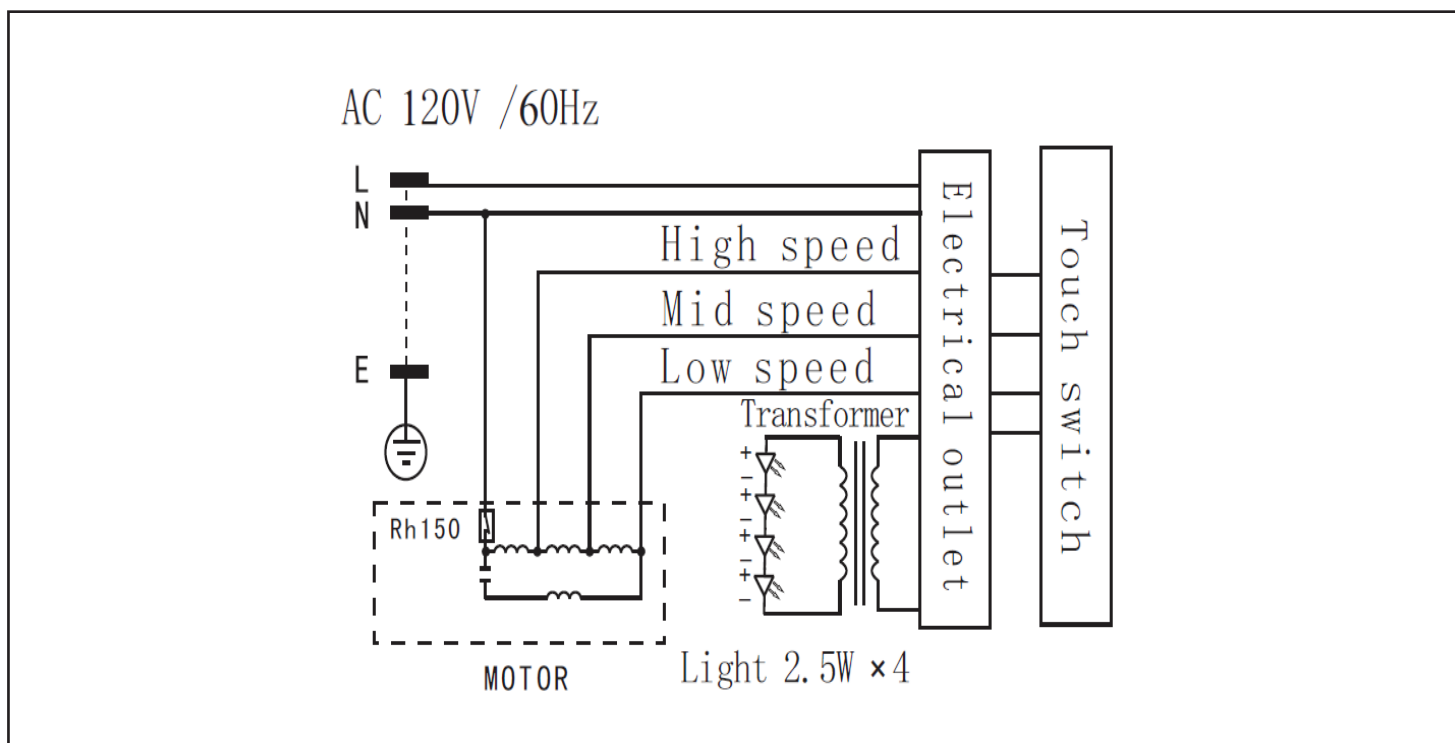 AC 120V /60Hz
L
N
E
High speed
Mid speed
Low speed
Transformer
Electrical outlet
Touch switch
+
-
+
-
+
-
+
-
Rh150
MOTOR
Light 2.5W ×4